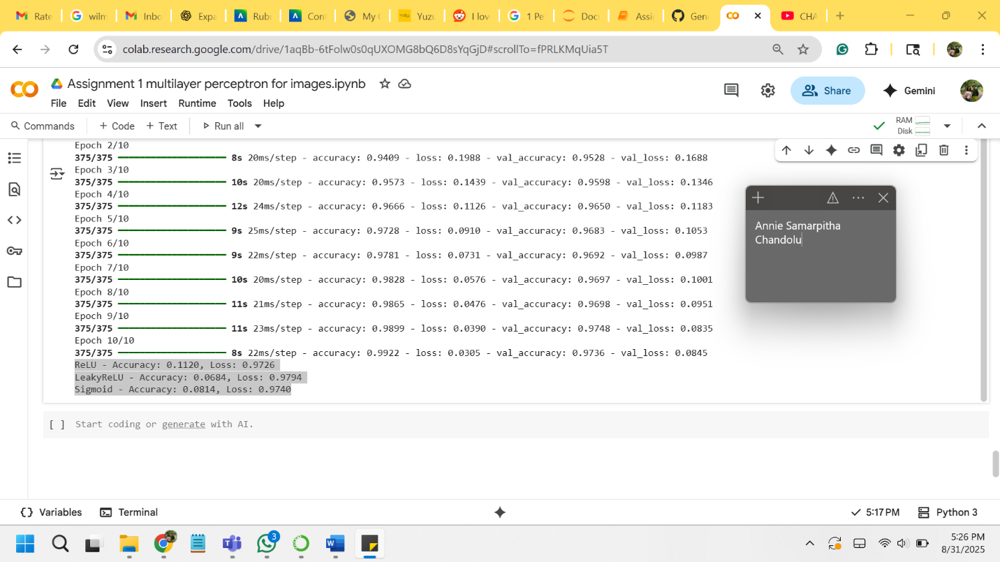 Rate
wilm
Inbo
Expa
Rubr
Con
My C
Yuzu
I lov
1 Pe
Doc
Assi
Gen
CHA
colab.research.google.com/drive/1aqBb-6tFolw0s0qUXOMG8bQ6D8sYqGjD#scrollTo=fPRLKMqUia5T
Assignment 1 multilayer perceptron for images.ipynb
File Edit View Insert Runtime Tools Help
Share
Gemini
Commands + Code + Text Run all
RAM
Disk
Epoch 2/10
375/375 8s 20ms/step - accuracy: 0.9409 - loss: 0.1988 - val_accuracy: 0.9528 - val_loss: 0.1688
Epoch 3/10
375/375 10s 20ms/step - accuracy: 0.9573 - loss: 0.1439 - val_accuracy: 0.9598 - val_loss: 0.1346
Epoch 4/10
375/375 12s 24ms/step - accuracy: 0.9666 - loss: 0.1126 - val_accuracy: 0.9650 - val_loss: 0.1183
Epoch 5/10
375/375 9s 25ms/step - accuracy: 0.9728 - loss: 0.0910 - val_accuracy: 0.9683 - val_loss: 0.1053
Epoch 6/10
375/375 9s 22ms/step - accuracy: 0.9781 - loss: 0.0731 - val_accuracy: 0.9692 - val_loss: 0.0987
Epoch 7/10
375/375 10s 20ms/step - accuracy: 0.9828 - loss: 0.0576 - val_accuracy: 0.9697 - val_loss: 0.1001
Epoch 8/10
375/375 11s 21ms/step - accuracy: 0.9865 - loss: 0.0476 - val_accuracy: 0.9698 - val_loss: 0.0951
Epoch 9/10
375/375 11s 23ms/step - accuracy: 0.9899 - loss: 0.0390 - val_accuracy: 0.9748 - val_loss: 0.0835
Epoch 10/10
375/375 8s 22ms/step - accuracy: 0.9922 - loss: 0.0305 - val_accuracy: 0.9736 - val_loss: 0.0845
ReLU - Accuracy: 0.1120, Loss: 0.9726
LeakyReLU - Accuracy: 0.0684, Loss: 0.9794
Sigmoid - Accuracy: 0.0814, Loss: 0.9740
Annie Samarpitha
Chandolu
[ ] Start coding or generate with AI.
{} Variables Terminal
5:17 PM Python 3
3
5:26 PM
8/31/2025